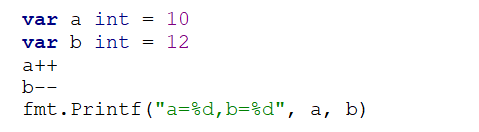 var a int = 10
var b int = 12
a++
b--
fmt.Printf("a=%d,b=%d", a, b)